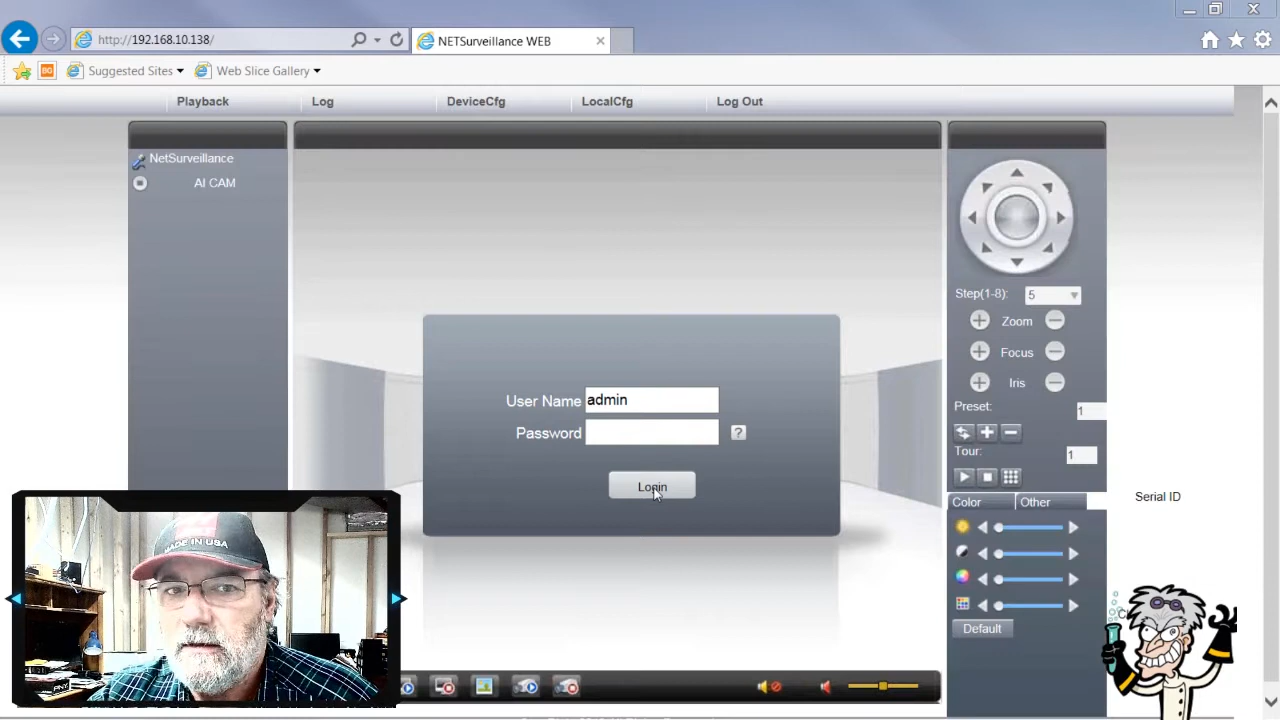 http://192.168.10.138/
NETSurveillance WEB
BG
Suggested Sites
Web Slice Gallery
Playback
Log
DeviceCfg
LocalCfg
Log Out
NetSurveillance
AI CAM
User Name admin
Password
?
Login
Step(1-8): 5
Zoom
Focus
Iris
Preset:
1
Tour:
1
Color
Other
Serial ID
Default
MADE IN USA